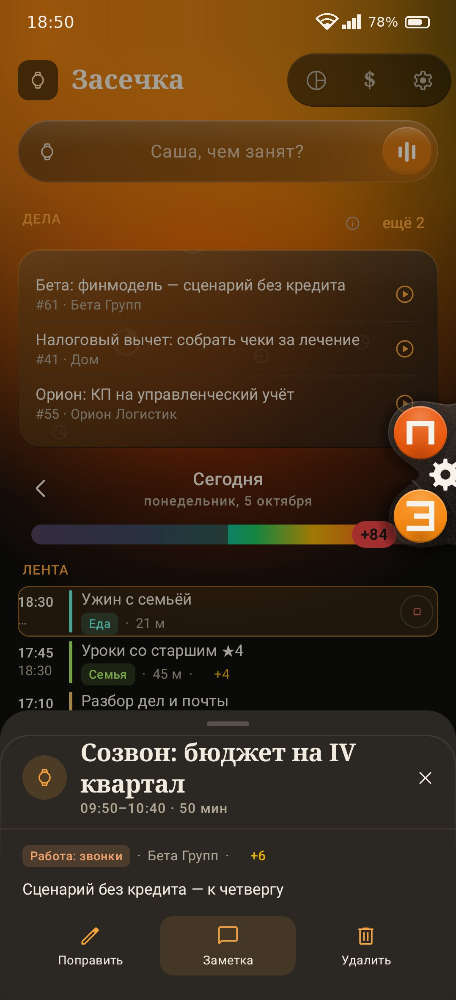 18:50
78%
Засечка
$
Саша, чем занят?
ДЕЛА
ещё 2
Бета: финмодель — сценарий без кредита
#61 · Бета Групп
Налоговый вычет: собрать чеки за лечение
#41 · Дом
Орион: КП на управленческий учёт
#55 · Орион Логистик
П
Сегодня
понедельник, 5 октября
З
+84
ЛЕНТА
18:30
...
Ужин с семьёй
Еда · 21 м
17:45
18:30
Уроки со старшим ★4
Семья · 45 м · +4
17:10
Разбор дел и почты
Созвон: бюджет на IV
квартал
09:50–10:40 · 50 мин
Работа: звонки · Бета Групп · +6
Сценарий без кредита — к четвергу
Поправить
Заметка
Удалить